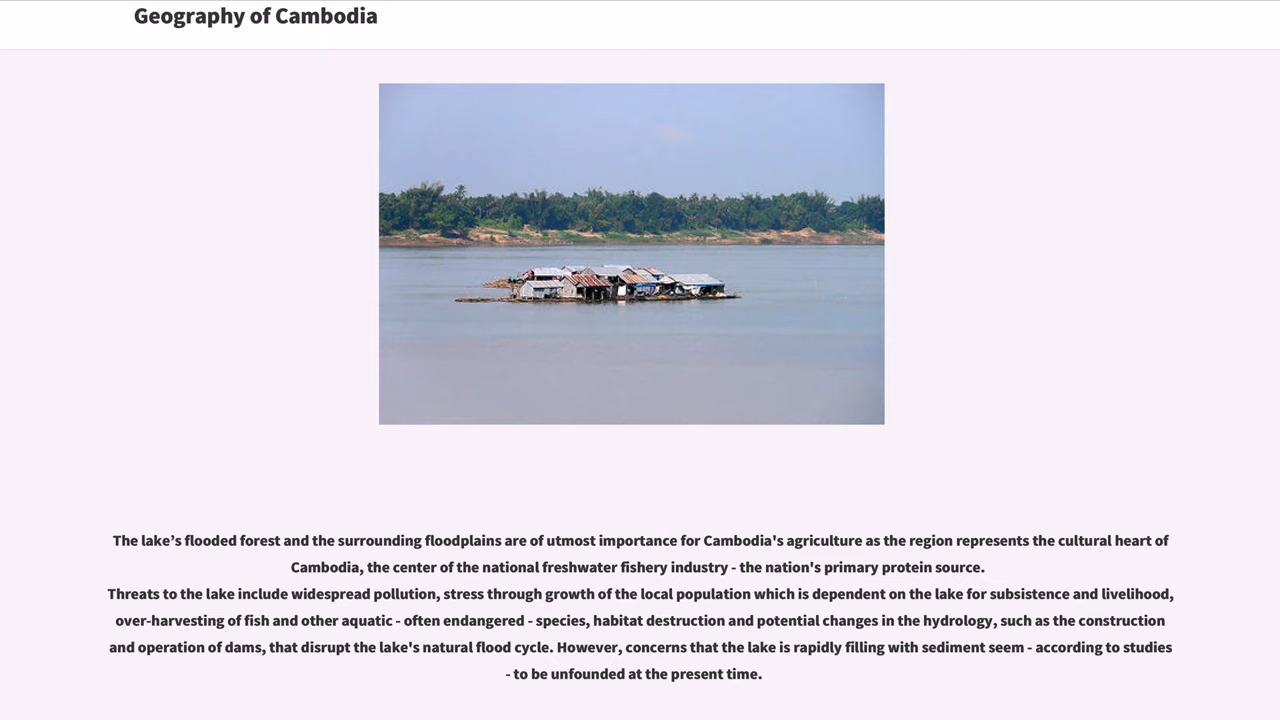 Geography of Cambodia
The lake’s flooded forest and the surrounding floodplains are of utmost importance for Cambodia's agriculture as the region represents the cultural heart of
Cambodia, the center of the national freshwater fishery industry - the nation's primary protein source.
Threats to the lake include widespread pollution, stress through growth of the local population which is dependent on the lake for subsistence and livelihood,
over-harvesting of fish and other aquatic - often endangered - species, habitat destruction and potential changes in the hydrology, such as the construction
and operation of dams, that disrupt the lake's natural flood cycle. However, concerns that the lake is rapidly filling with sediment seem - according to studies
- to be unfounded at the present time.